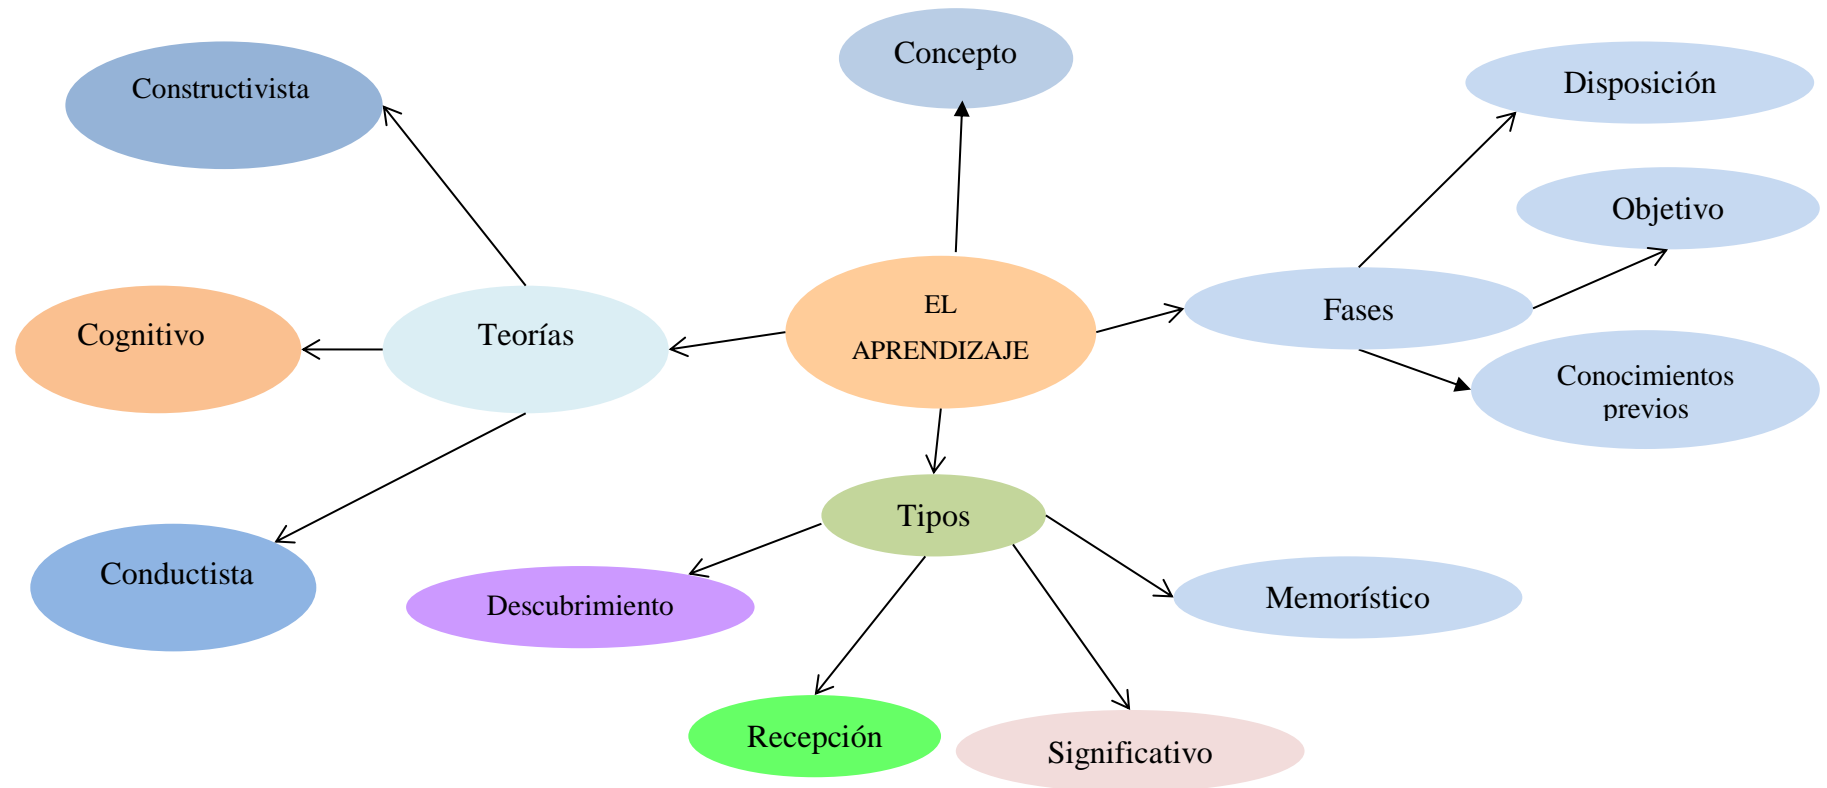 Concepto
Constructivista
Disposición
Objetivo
EL
APRENDIZAJE
Fases
Teorías
Cognitivo
Conocimientos
previos
Tipos
Conductista
Descubrimiento
Memorístico
Recepción
Significativo